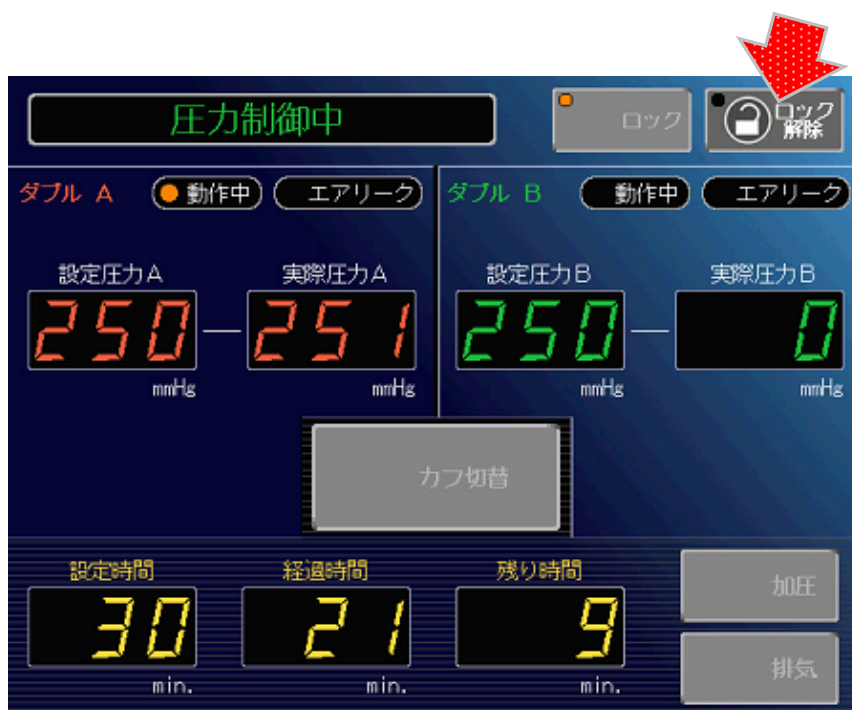 圧力制御中
ロック
ロック
解除
ダブル A
動作中
エアリーク
ダブル B
動作中
エアリーク
設定圧力A
実際圧力A
設定圧力B
実際圧力B
250
251
250
0
mmHg
mmHg
mmHg
mmHg
カフ切替
設定時間
経過時間
残り時間
加圧
30
21
9
排気
min.
min.
min.